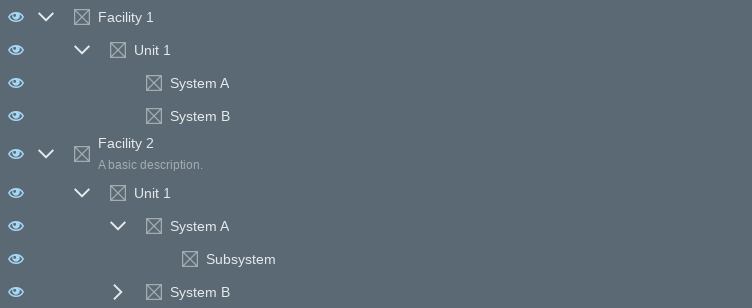 Facility 1
Unit 1
System A
System B
Facility 2
A basic description.
Unit 1
System A
Subsystem
System B